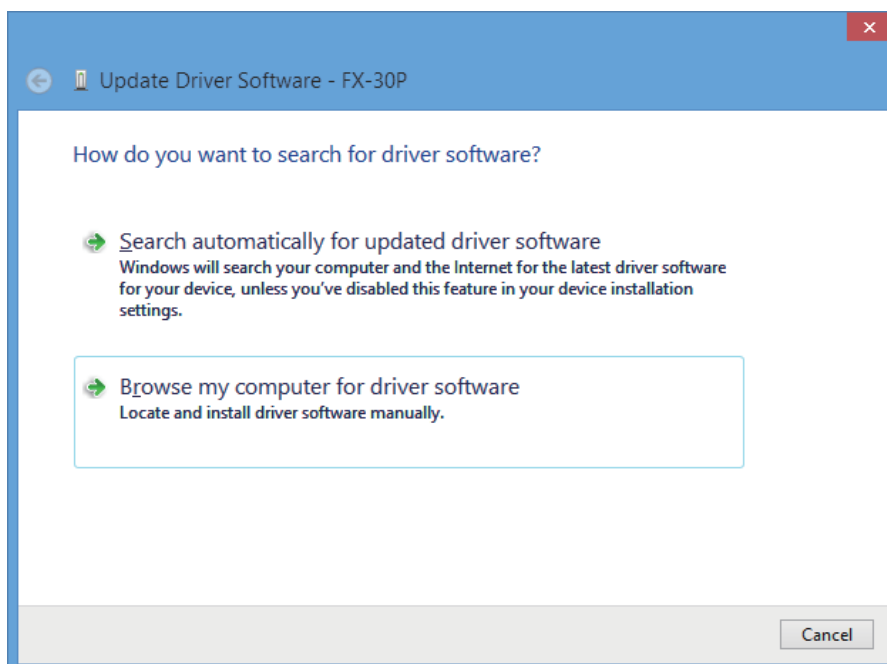 Update Driver Software - FX-30P
How do you want to search for driver software?
Search automatically for updated driver software
Windows will search your computer and the Internet for the latest driver software
for your device, unless you've disabled this feature in your device installation
settings.
Browse my computer for driver software
Locate and install driver software manually.
Cancel